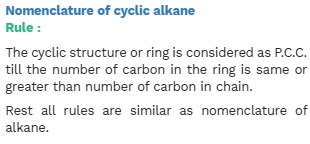 Nomenclature of cyclic alkane
Rule :
The cyclic structure or ring is considered as P.C.C.
till the number of carbon in the ring is same or
greater than number of carbon in chain.
Rest all rules are similar as nomenclature of
alkane.